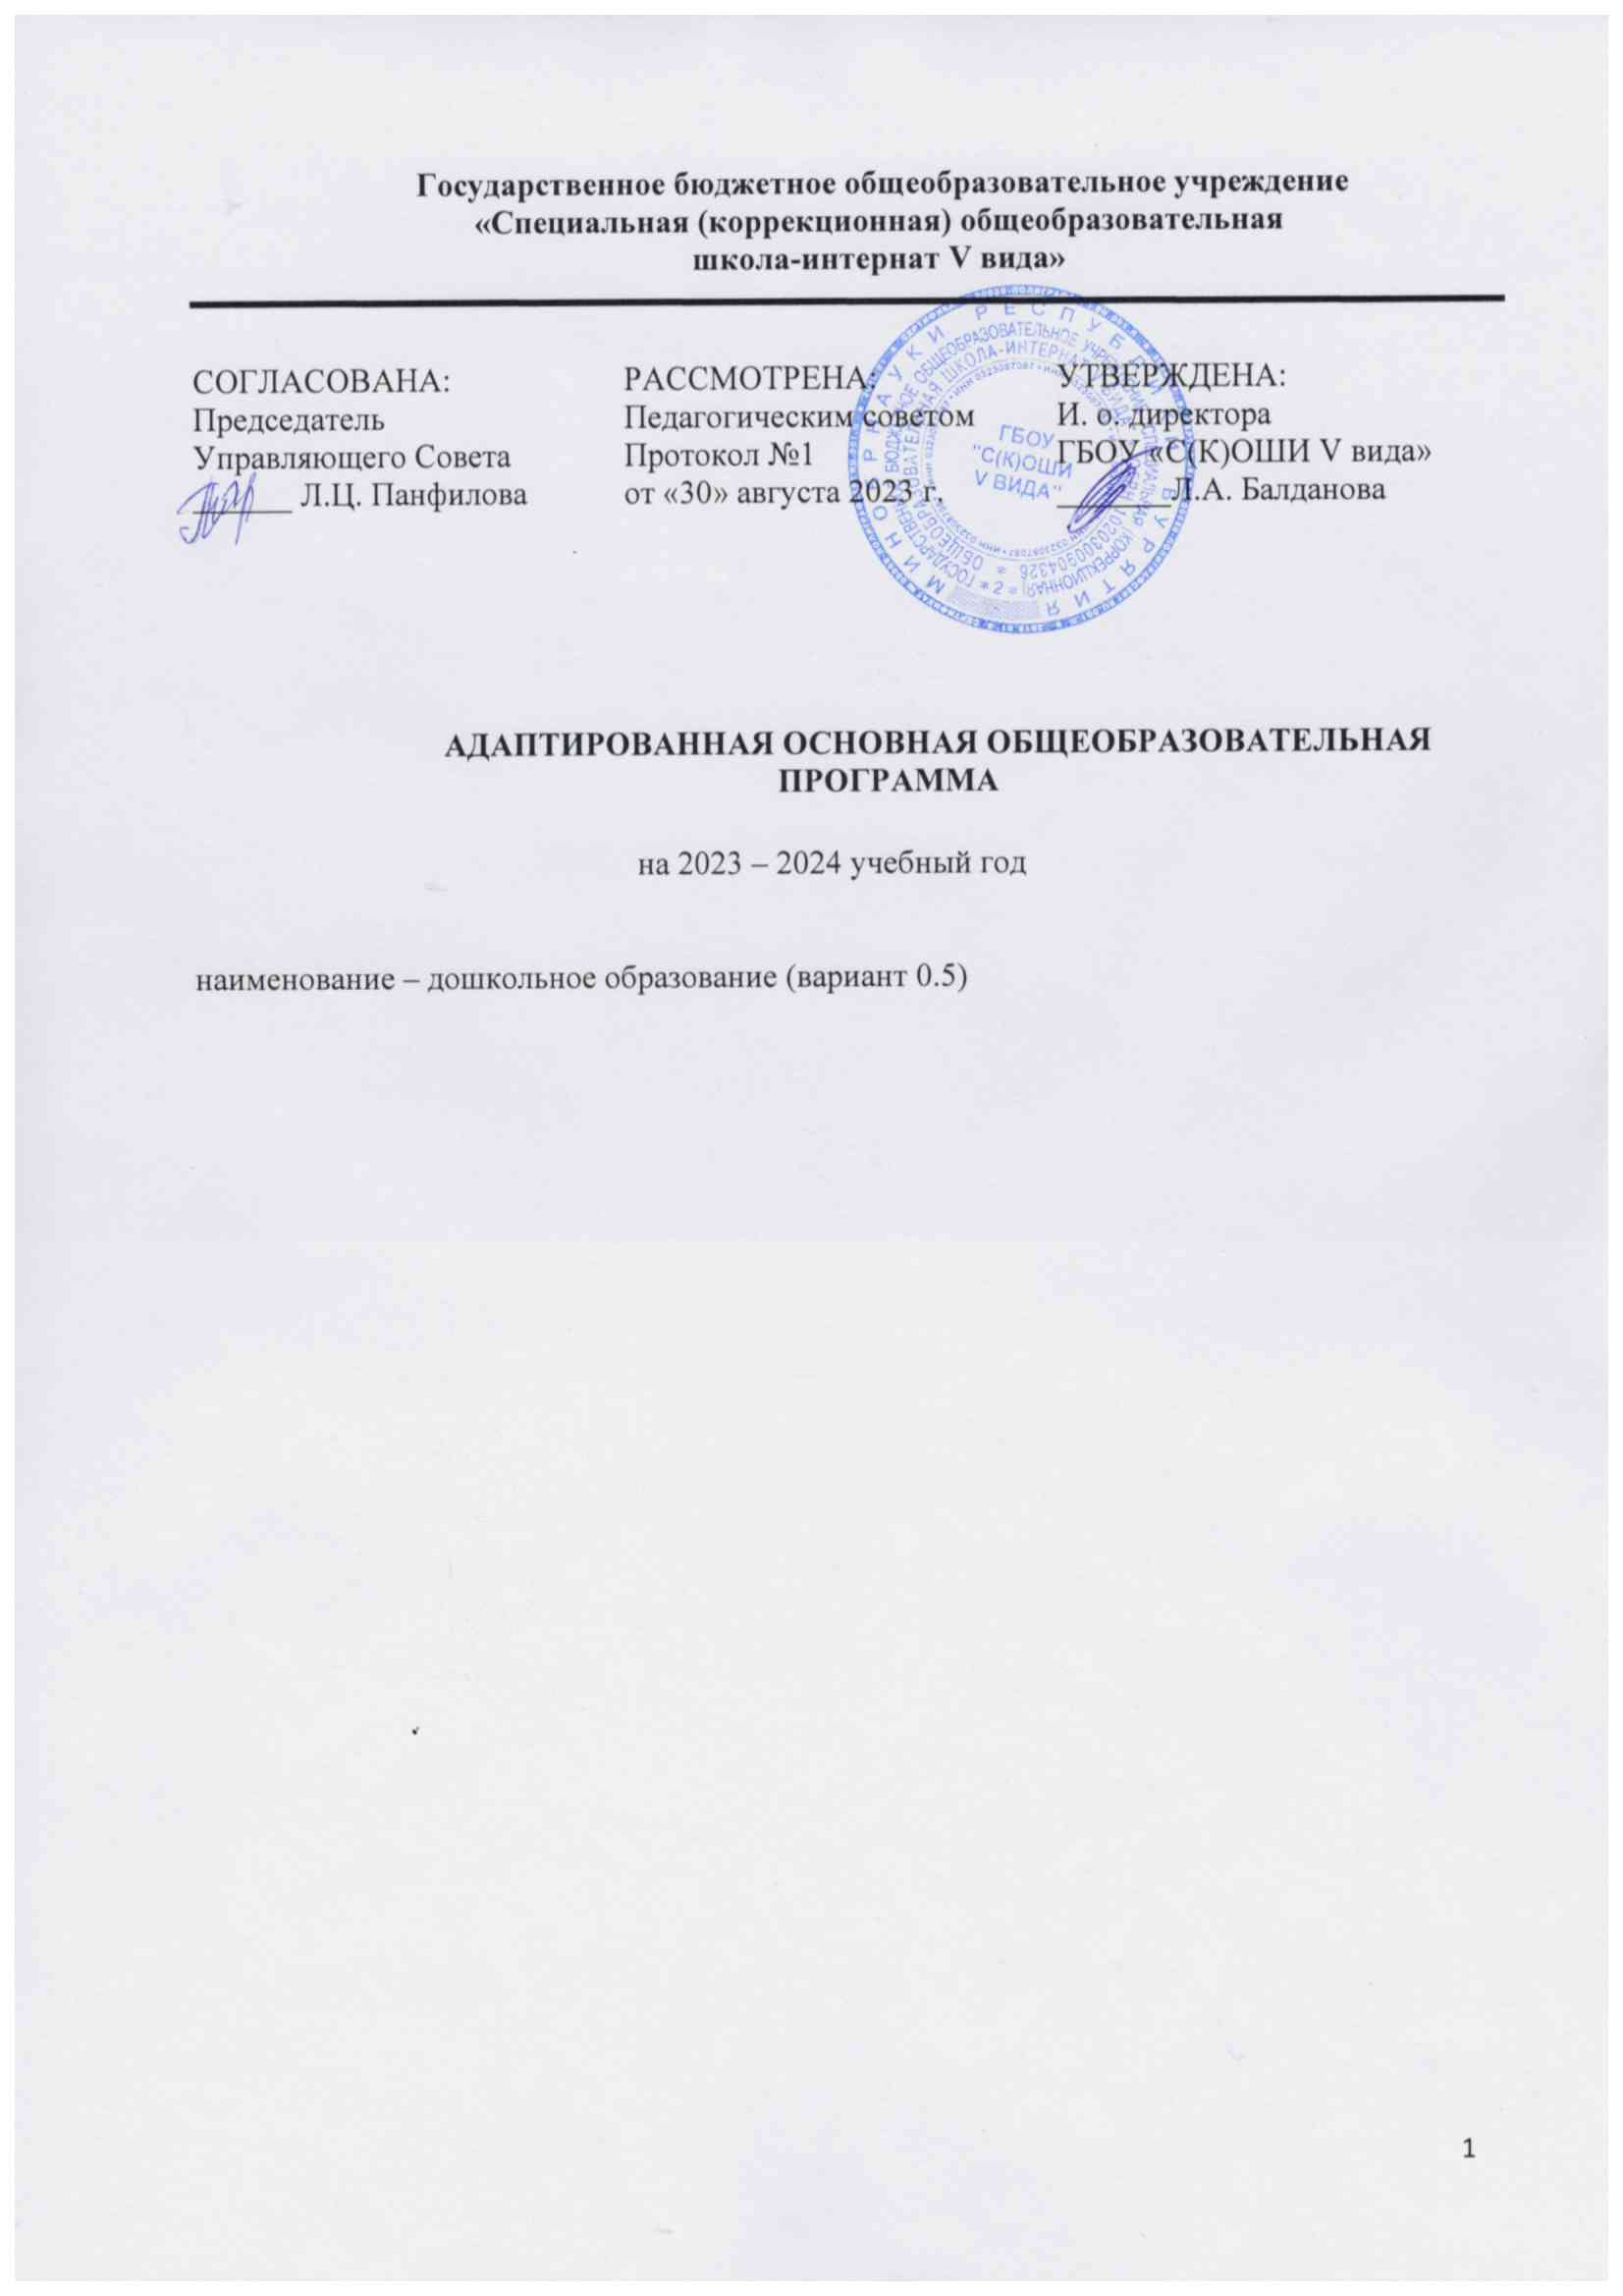 Государственное бюджетное общеобразовательное учреждение
«Специальная (коррекционная) общеобразовательная
школа-интернат V вида»
СОГЛАСОВАНА:
Председатель
Управляющего Совета
Л.Ц. Панфилова
РАССМОТРЕНА:
Педагогическим советом
Протокол №1
от «30» августа 2023 г.
УТВЕРЖДЕНА:
И. о. директора
ГБОУ «С(К)ОШИ V вида»
Л.А. Балданова
ГБОУ
"С(К)ОШИ
V ВИДА"
АДАПТИРОВАННАЯ ОСНОВНАЯ ОБЩЕОБРАЗОВАТЕЛЬНАЯ
ПРОГРАММА
на 2023 – 2024 учебный год
наименование – дошкольное образование (вариант 0.5)
1